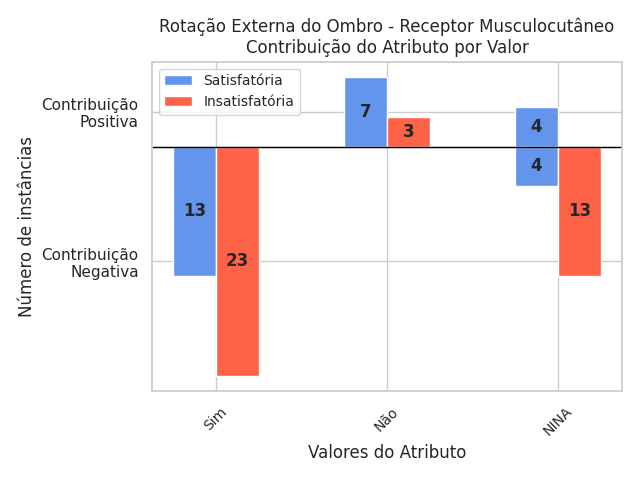 Rotação Externa do Ombro - Receptor Musculocutâneo
Contribuição do Atributo por Valor
Satisfatória
Insatisfatória
Contribuição
Positiva
Contribuição
Negativa
Número de instâncias
7
3
4
4
13
23
13
Sim
Não
NINA
Valores do Atributo